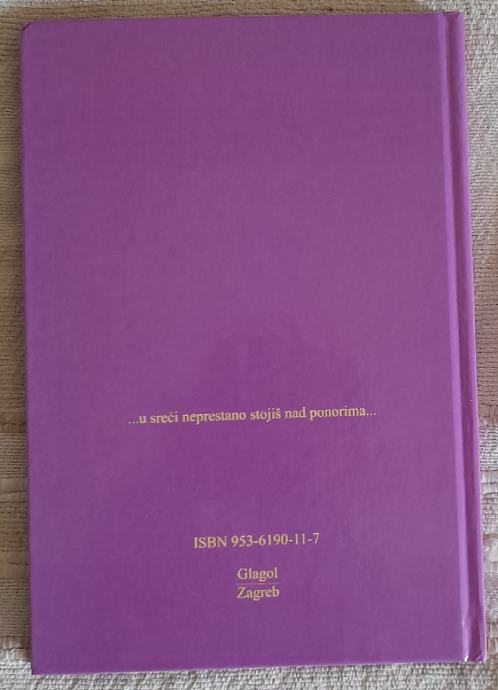 ...u sreći neprestano stojiš nad ponorima...
ISBN 953-6190-11-7
Glagol
Zagreb